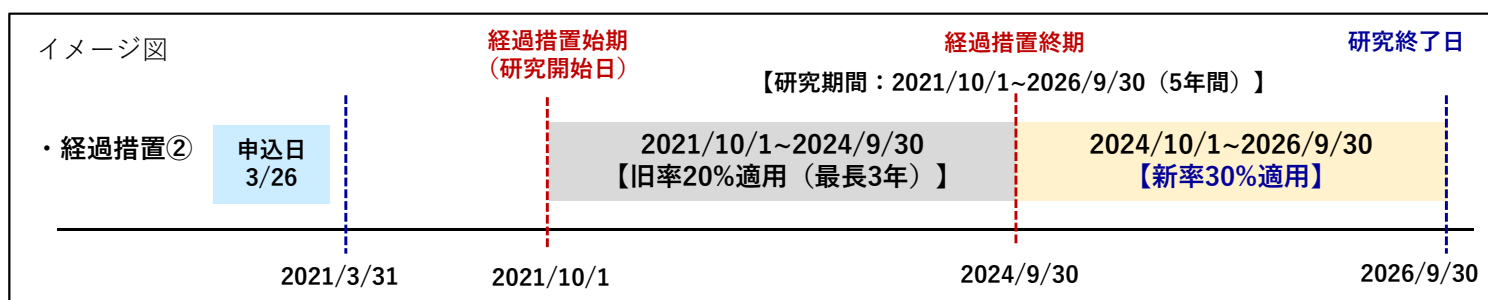 イメージ図
経過措置始期
（研究開始日）
経過措置終期
研究終了日
【研究期間：2021/10/1~2026/9/30（5年間）】
・経過措置②
申込日
3/26
2021/10/1~2024/9/30
【旧率20%適用（最長3年）】
2024/10/1~2026/9/30
【新率30%適用】
2021/3/31
2021/10/1
2024/9/30
2026/9/30